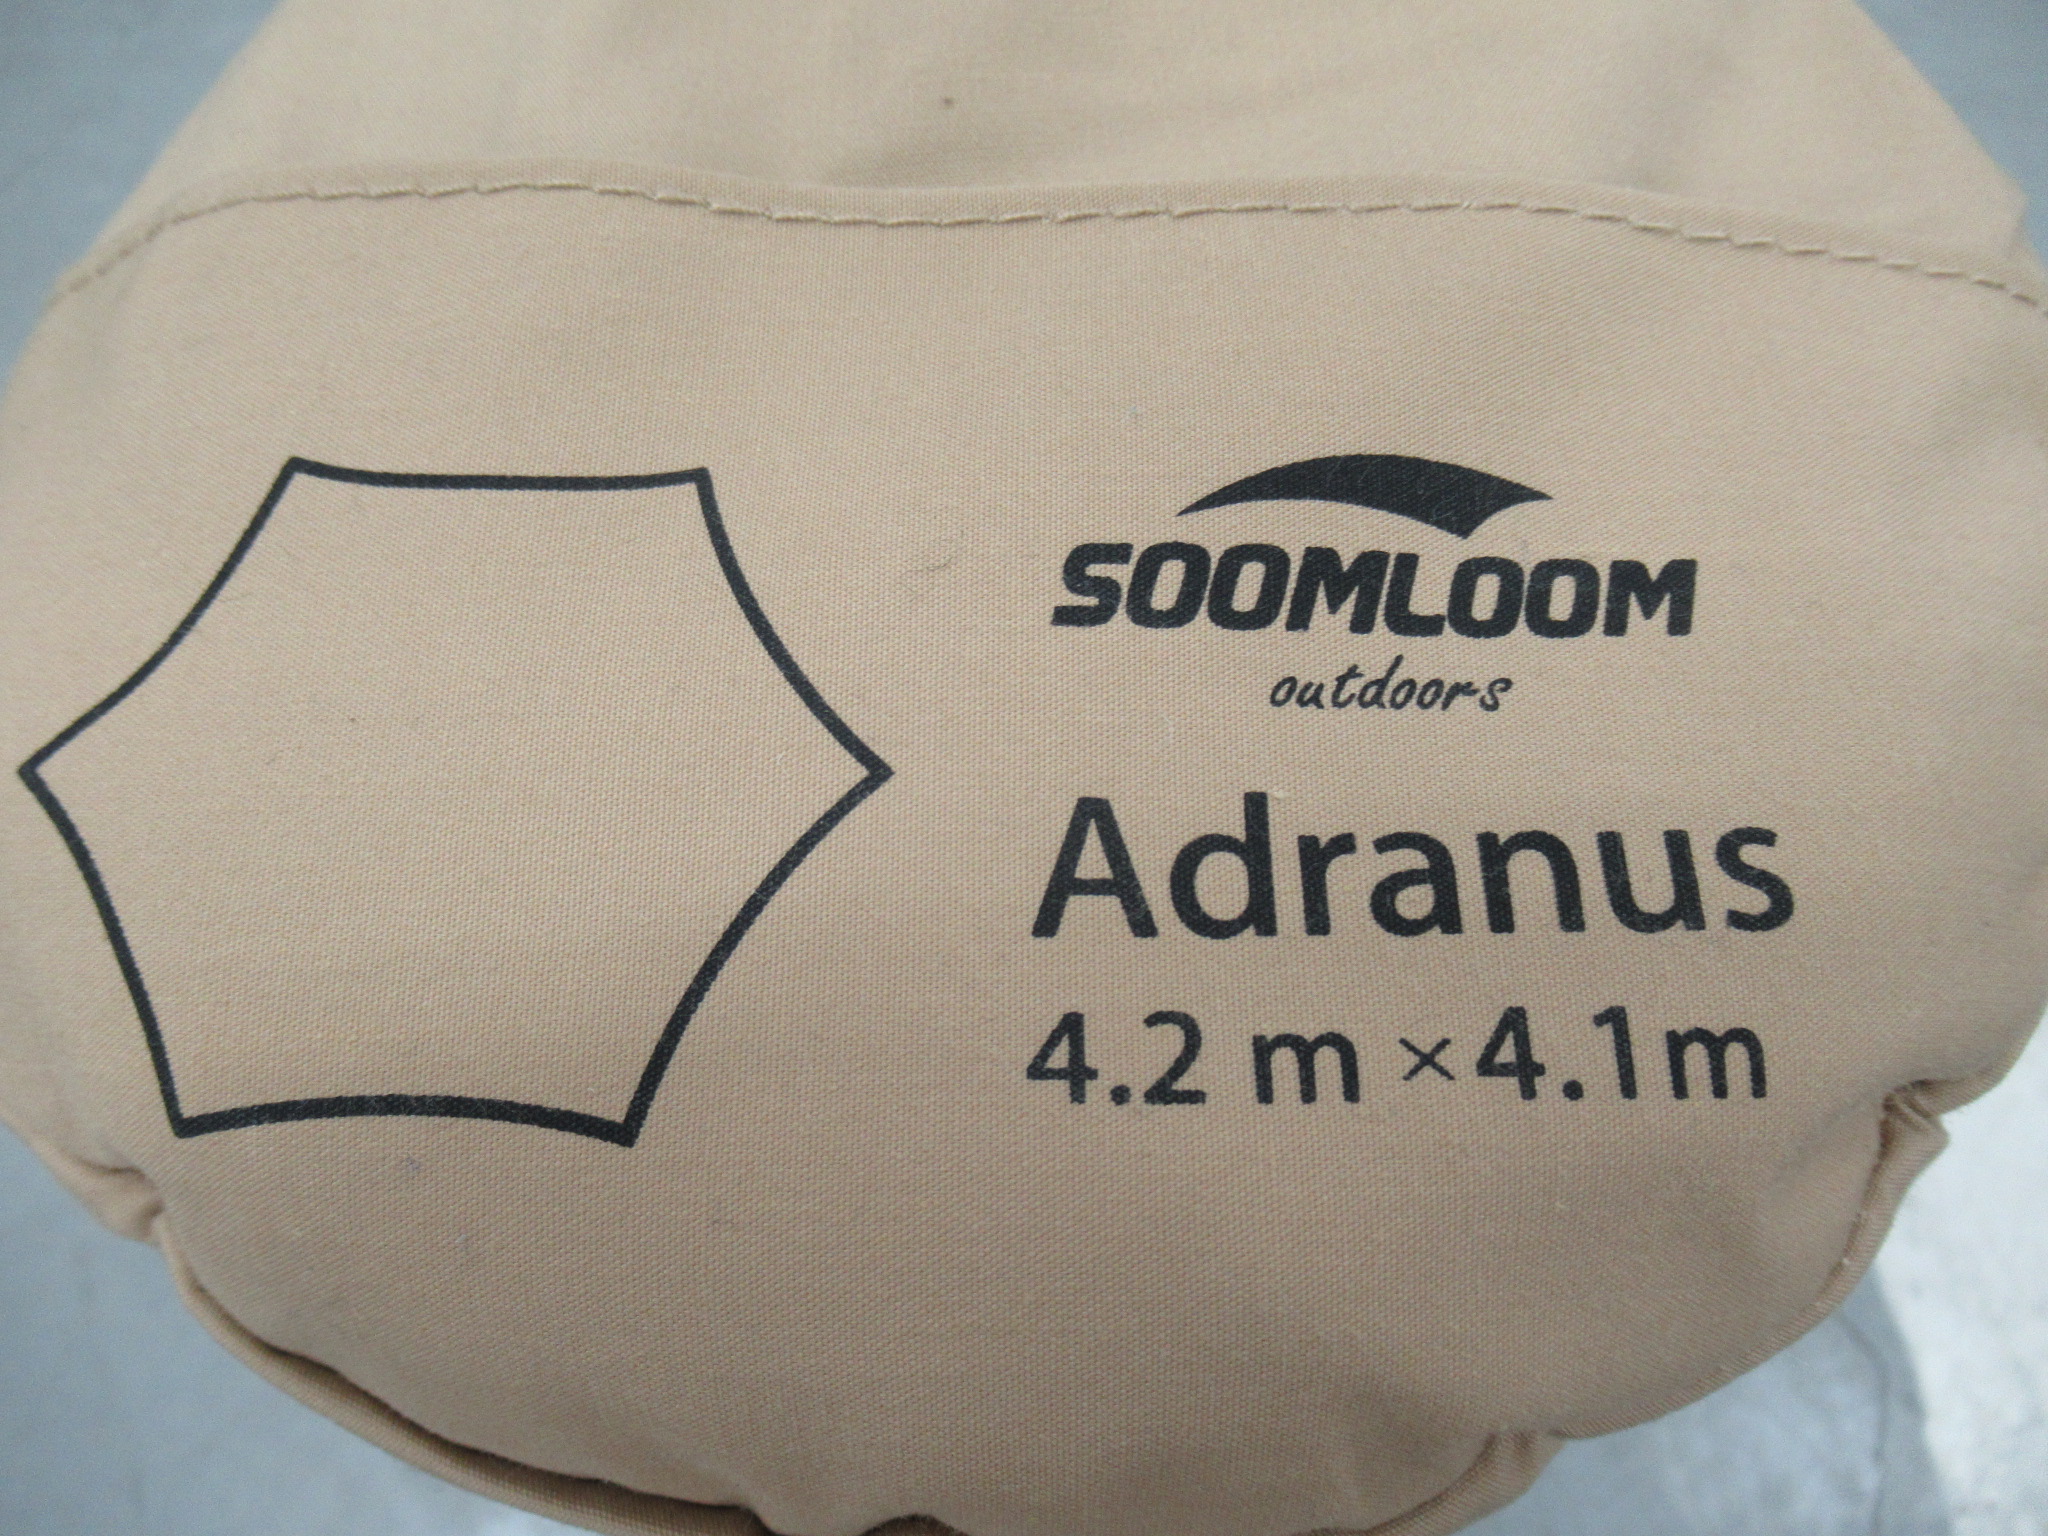 SOOMLOOM
outdoors
Adranus
4.2 m × 4.1m